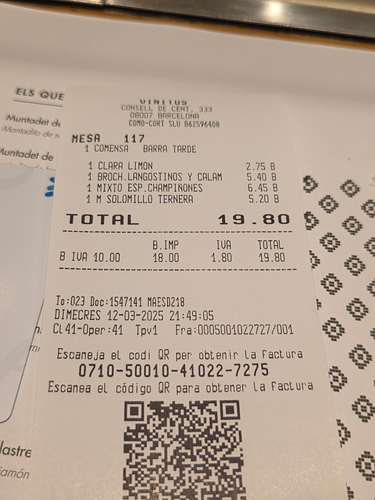 ELS QUE
Muntadet de
Muntadet de
VINITUS
CONSELL DE CENT, 333
08007 BARCELONA
COMO-CORT SLU B62596408
MESA 117
1 COMENSA BARRA TARDE
1 CLARA LIMON 2.75 B
1 BROCH.LANGOSTINOS Y CALAM 5.40 B
1 MIXTO ESP.CHAMPIÑONES 6.45 B
1 M SOLOMILLO TERNERA 5.20 B
TOTAL 19.80
B.IMP IVA TOTAL
B IVA 10.00 18.00 1.80 19.80
To:023 Doc:1547141 MAESD218
DIMECRES 12-03-2025 21:49:05
CL41-Oper:41 Tpv1 Fra:0005001022727/001
Escaneja el codi QR per obtenir la factura
0710-50010-41022-7275
Escanea el código QR para obtener la factura
lastre
jamón